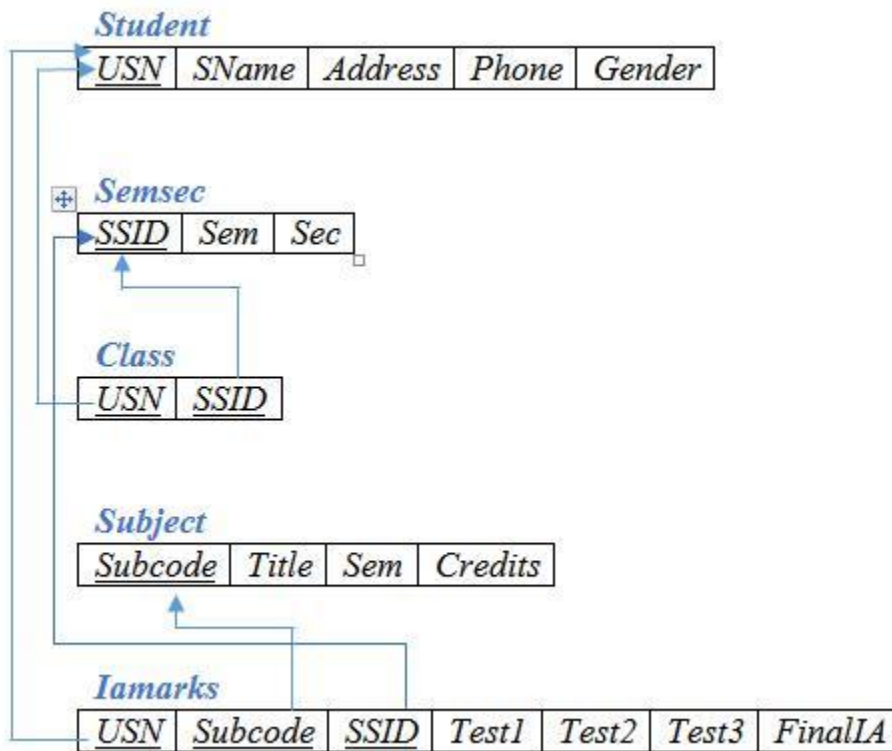 Student
USN SName Address Phone Gender
Semsec
SSID Sem Sec
Class
USN SSID
Subject
Subcode Title Sem Credits
Iamarks
USN Subcode SSID Test1 Test2 Test3 FinalIA